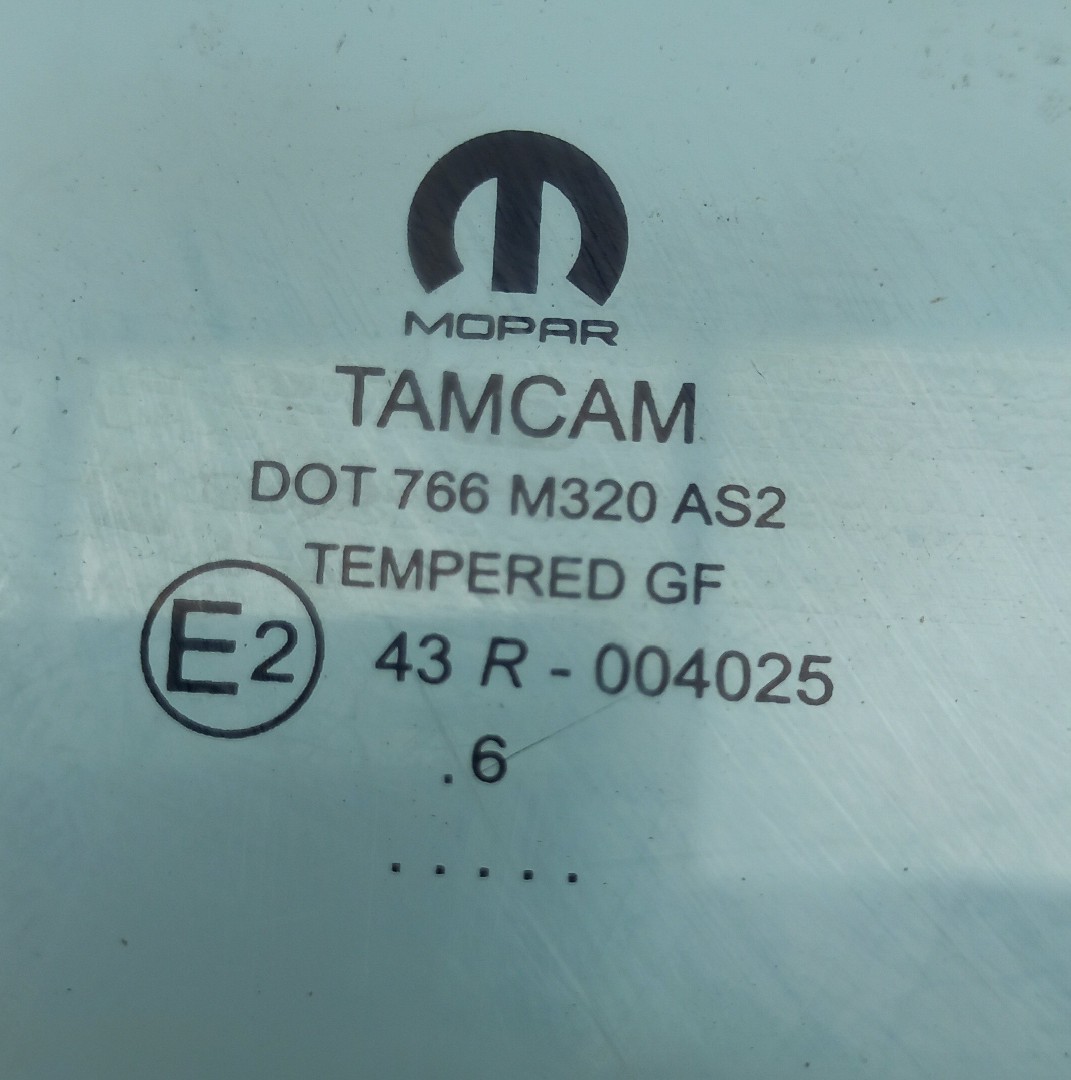 MOPAR
TAMCAM
DOT 766 M320 AS2
TEMPERED GF
E2 43 R - 004025
. 6
. . . . .